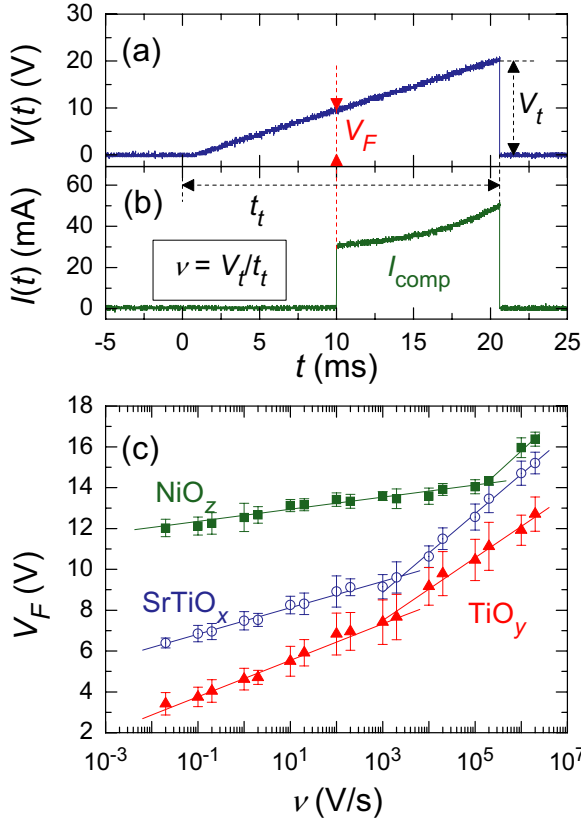 30
20
10
0
V(t) (V)
(a)
V_F
V_t
60
40
20
0
I(t) (mA)
(b)
t_t
ν = V_t/t_t
I_comp
-5 0 5 10 15 20 25
t (ms)
18
16
14
12
10
8
6
4
2
V_F (V)
(c)
NiO_z
SrTiO_x
TiO_y
10^-3 10^-1 10^1 10^3 10^5 10^7
ν (V/s)